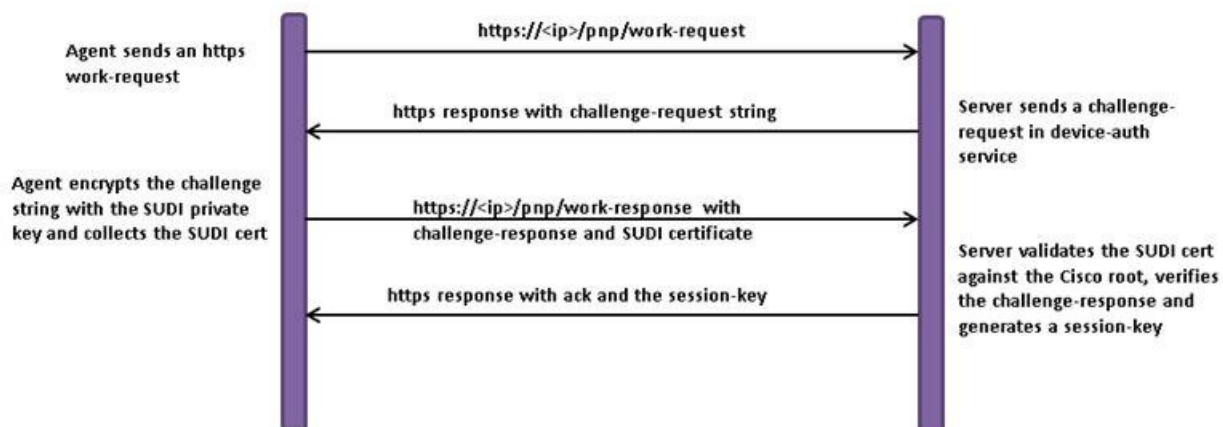 https://<ip>/pnp/work-request
Agent sends an https
work-request
https response with challenge-request string
Server sends a challenge-
request in device-auth
service
Agent encrypts the challenge
string with the SUDI private
key and collects the SUDI cert
https://<ip>/pnp/work-response with
challenge-response and SUDI certificate
Server validates the SUDI cert
against the Cisco root, verifies
the challenge-response and
generates a session-key
https response with ack and the session-key